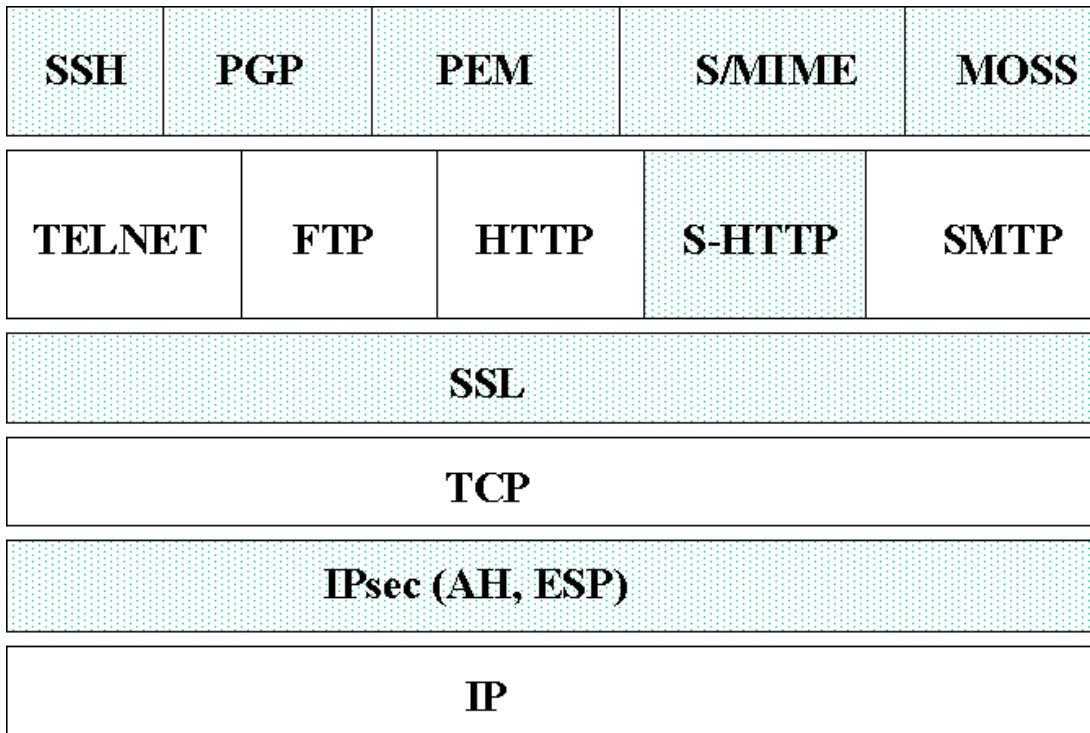 SSH PGP PEM S/MIME MOSS
TELNET FTP HTTP S-HTTP SMTP
SSL
TCP
IPsec (AH, ESP)
IP